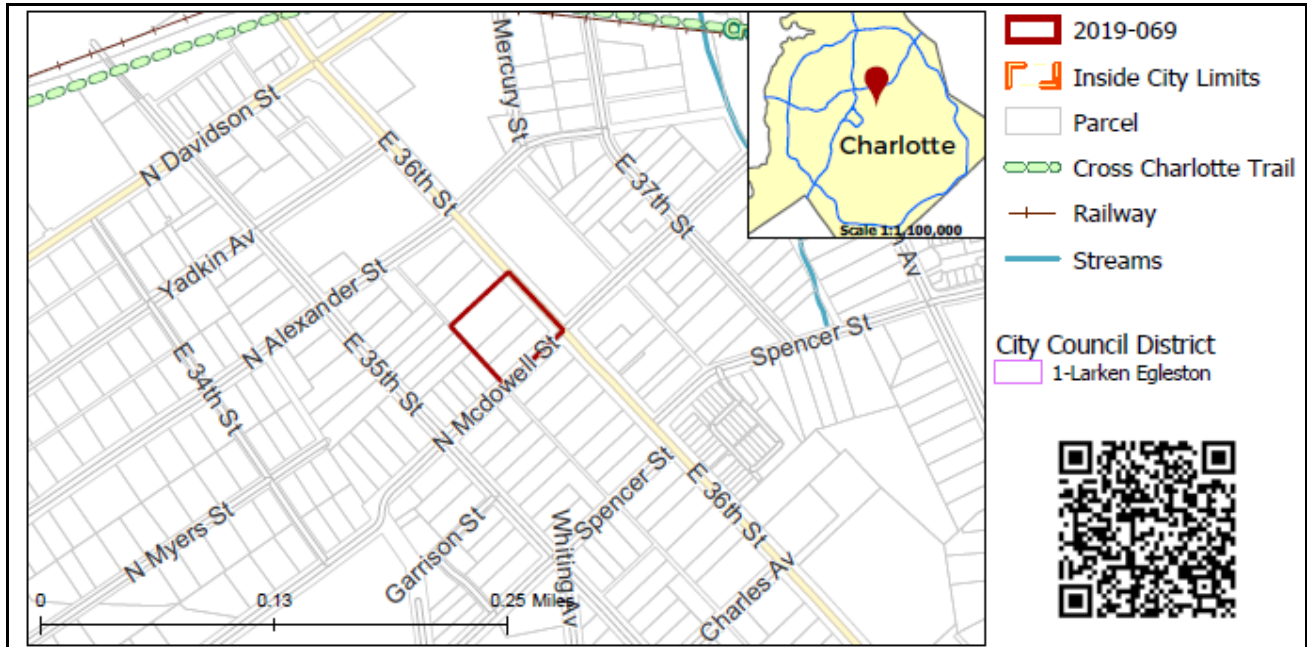 Mercury St
N Davidson St
E 36th St
E 37th St
Yadkin Av
N Alexander St
E 34th St
E 35th St
N Mcdowell St
Spencer St
Av
N Myers St
Garrison St
Whiting Av
Spencer St
E 36th St
Charles Av
0
0.13
0.25 Miles
Charlotte
Scale 1:1,100,000
2019-069
Inside City Limits
Parcel
Cross Charlotte Trail
Railway
Streams
City Council District
1-Larken Egleston